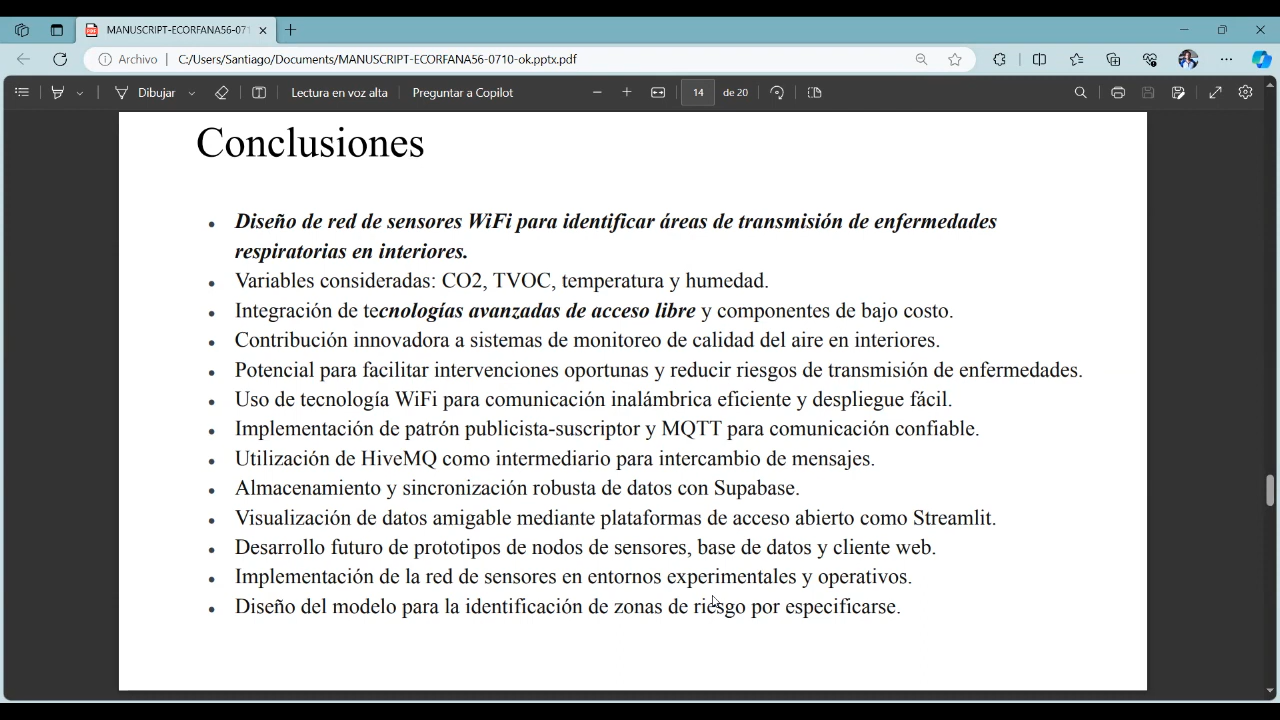 MANUSCRIPT-ECORFANA56-071
Archivo | C:/Users/Santiago/Documents/MANUSCRIPT-ECORFANA56-0710-ok.pptx.pdf
Dibujar Lectura en voz alta Preguntar a Copilot 14 de 20
Conclusiones
• Diseño de red de sensores WiFi para identificar áreas de transmisión de enfermedades
respiratorias en interiores.
• Variables consideradas: CO2, TVOC, temperatura y humedad.
• Integración de tecnologías avanzadas de acceso libre y componentes de bajo costo.
• Contribución innovadora a sistemas de monitoreo de calidad del aire en interiores.
• Potencial para facilitar intervenciones oportunas y reducir riesgos de transmisión de enfermedades.
• Uso de tecnología WiFi para comunicación inalámbrica eficiente y despliegue fácil.
• Implementación de patrón publicista-suscriptor y MQTT para comunicación confiable.
• Utilización de HiveMQ como intermediario para intercambio de mensajes.
• Almacenamiento y sincronización robusta de datos con Supabase.
• Visualización de datos amigable mediante plataformas de acceso abierto como Streamlit.
• Desarrollo futuro de prototipos de nodos de sensores, base de datos y cliente web.
• Implementación de la red de sensores en entornos experimentales y operativos.
• Diseño del modelo para la identificación de zonas de riesgo por especificarse.